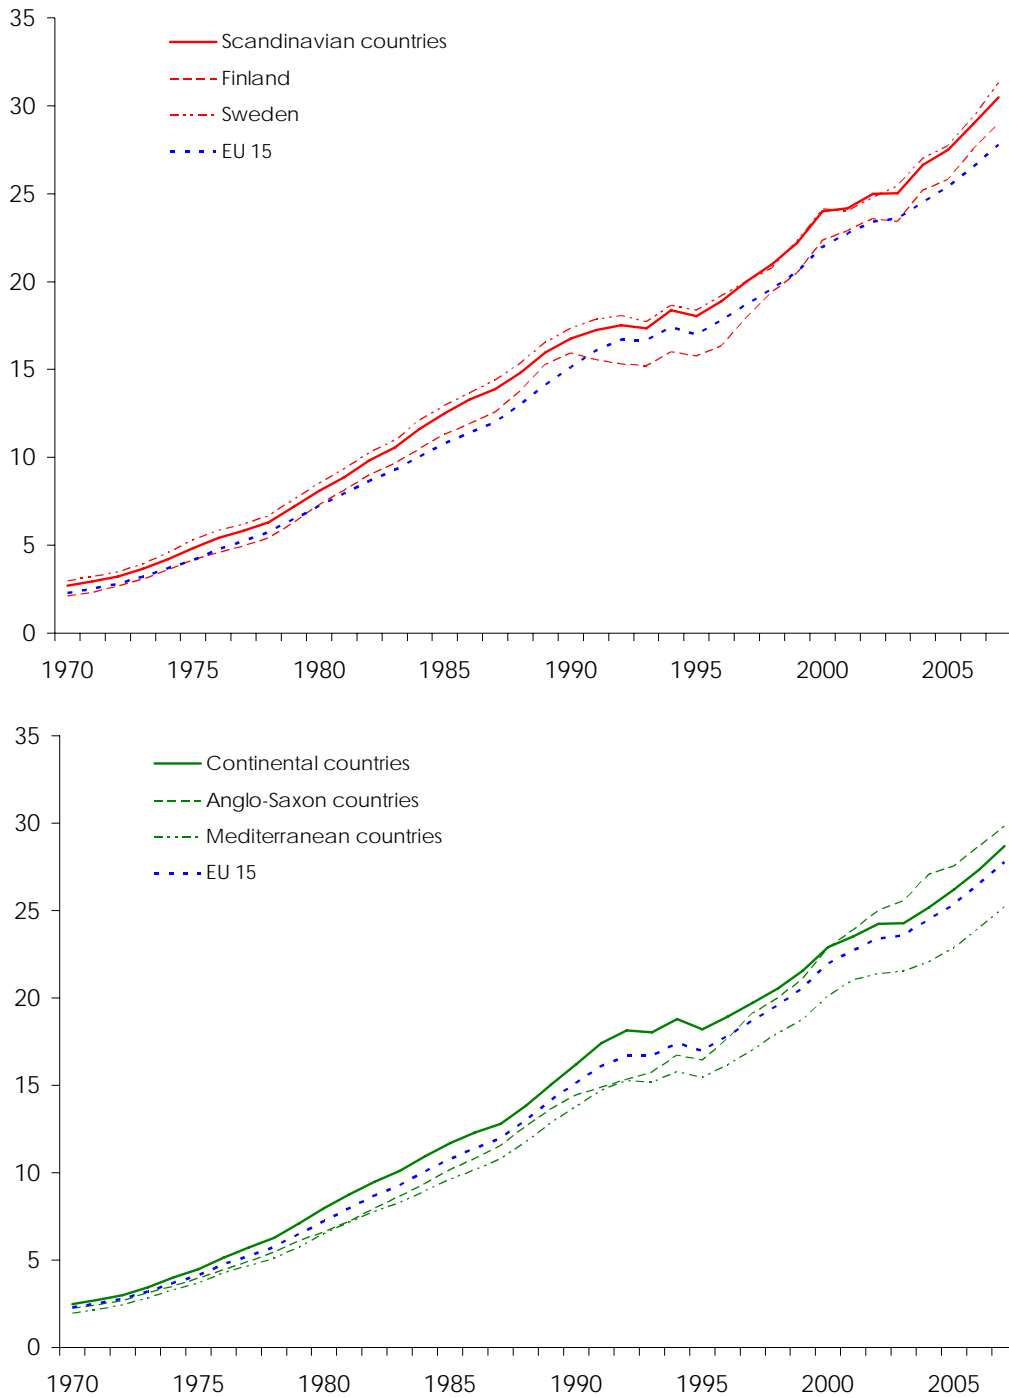 35
Scandinavian countries
Finland
Sweden
EU 15
30
25
20
15
10
5
0
1970 1975 1980 1985 1990 1995 2000 2005
35
Continental countries
Anglo-Saxon countries
Mediterranean countries
EU 15
30
25
20
15
10
5
0
1970 1975 1980 1985 1990 1995 2000 2005